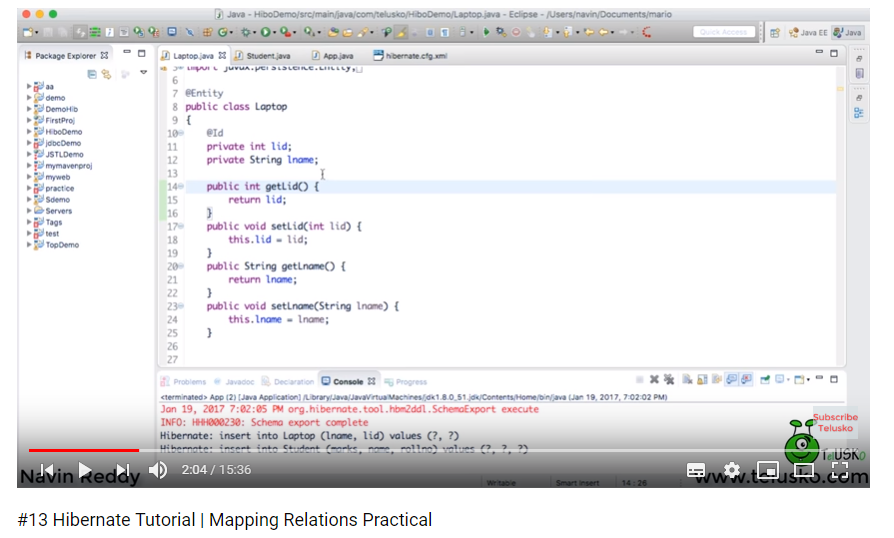 Java - HiboDemo/src/main/java/com/telusko/HiboDemo/Laptop.java - Eclipse - /Users/navin/Documents/mario
Quick Access Java EE Java
Package Explorer
Laptop.java Student.java App.java hibernate.cfg.xml
aa
demo
DemoHib
FirstProj
HiboDemo
jdbcDemo
JSTLDemo
mymavenproj
myweb
practice
Sdemo
Servers
Tags
test
TopDemo
import javax.persistence.Entity;
6
7 @Entity
8 public class Laptop
9 {
10 @Id
11 private int lid;
12 private String lname;
13
14 public int getLid() {
15 return lid;
16 }
17 public void setLid(int lid) {
18 this.lid = lid;
19 }
20 public String getLname() {
21 return lname;
22 }
23 public void setLname(String lname) {
24 this.lname = lname;
25 }
26
27
Problems Javadoc Declaration Console Progress
<terminated> App (2) [Java Application] /Library/Java/JavaVirtualMachines/jdk1.8.0_51.jdk/Contents/Home/bin/java (Jan 19, 2017, 7:02:02 PM)
Jan 19, 2017 7:02:05 PM org.hibernate.tool.hbm2ddl.SchemaExport execute
INFO: HHH000230: Schema export complete
Hibernate: insert into Laptop (lname, lid) values (?, ?)
Hibernate: insert into Student (marks, name, rollno) values (?, ?, ?)
Subscribe
Telusko
TelUSKO
2:04 / 15:36
Navin Reddy
Writable Smart Insert 14 : 26
www.telusko.com
#13 Hibernate Tutorial | Mapping Relations Practical